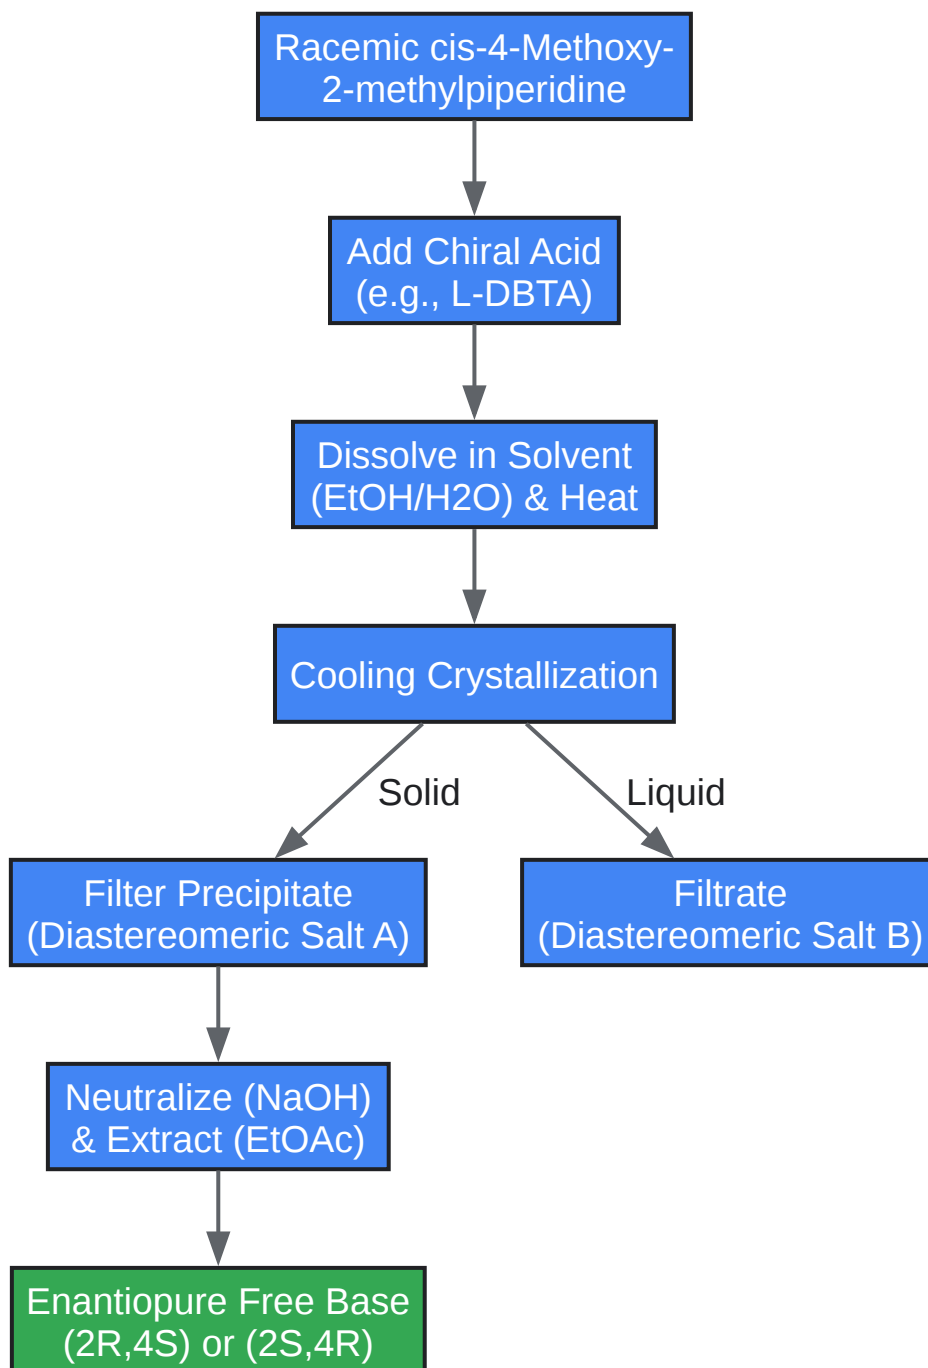 Racemic cis-4-Methoxy-
2-methylpiperidine
Add Chiral Acid
(e.g., L-DBTA)
Dissolve in Solvent
(EtOH/H2O) & Heat
Cooling Crystallization
Solid
Liquid
Filter Precipitate
(Diastereomeric Salt A)
Filtrate
(Diastereomeric Salt B)
Neutralize (NaOH)
& Extract (EtOAc)
Enantiopure Free Base
(2R,4S) or (2S,4R)